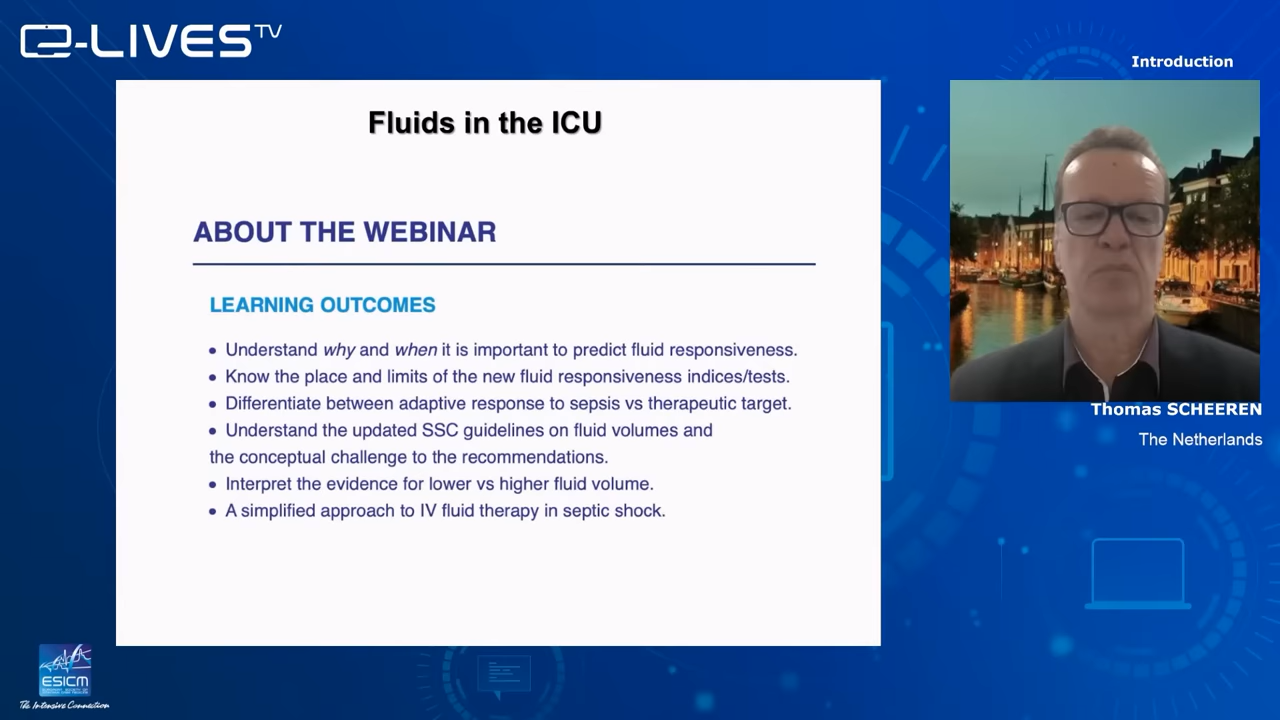 e-LIVES TV
Introduction
Fluids in the ICU
ABOUT THE WEBINAR
LEARNING OUTCOMES
• Understand why and when it is important to predict fluid responsiveness.
• Know the place and limits of the new fluid responsiveness indices/tests.
• Differentiate between adaptive response to sepsis vs therapeutic target.
• Understand the updated SSC guidelines on fluid volumes and
the conceptual challenge to the recommendations.
• Interpret the evidence for lower vs higher fluid volume.
• A simplified approach to IV fluid therapy in septic shock.
Thomas SCHEEREN
The Netherlands
ESICM
The Intensive Connection